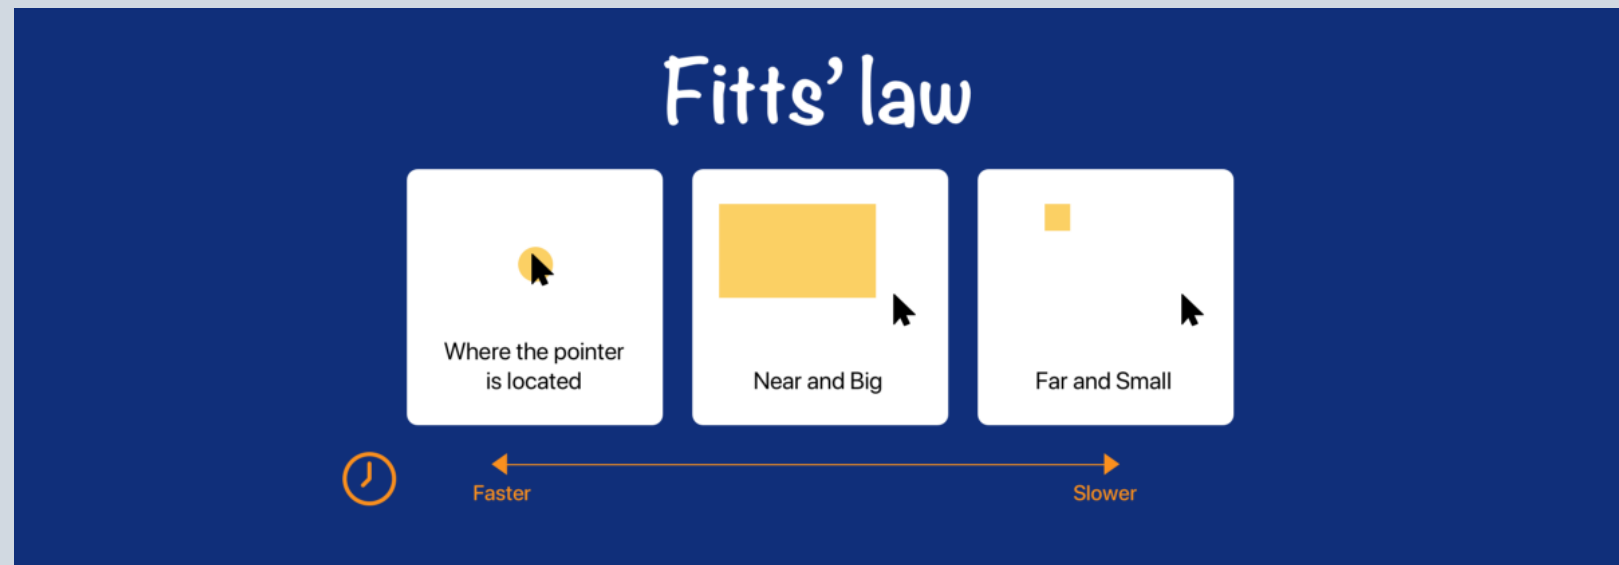 Fitts’ law
Where the pointer
is located
Near and Big
Far and Small
Faster
Slower